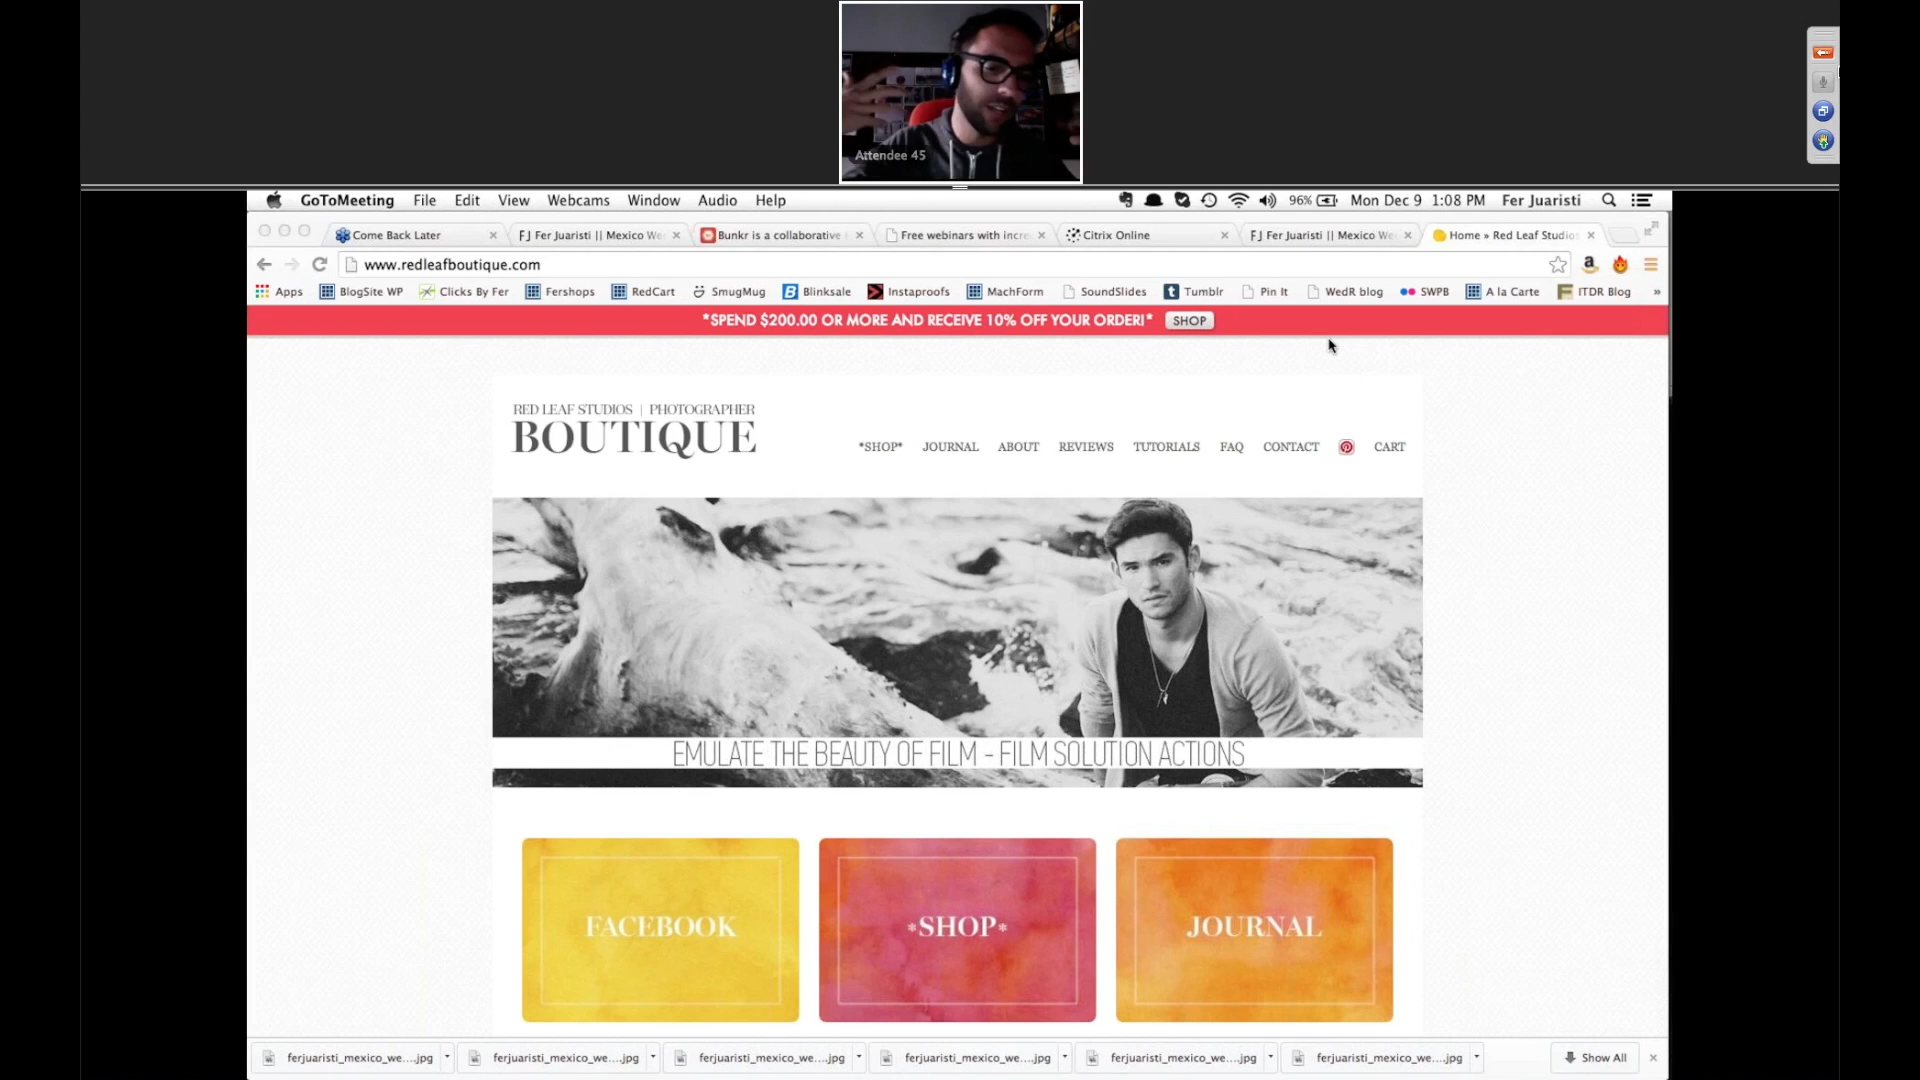 Attendee 45
GoToMeeting File Edit View Webcams Window Audio Help 96% Mon Dec 9 1:08 PM Fer Juaristi
Come Back Later FJ Fer Juaristi || Mexico We Bunkr is a collaborative Free webinars with incre Citrix Online FJ Fer Juaristi || Mexico We Home » Red Leaf Studio
www.redleafboutique.com
Apps BlogSite WP Clicks By Fer Fershops RedCart SmugMug Blinksale Instaproofs MachForm SoundSlides Tumblr Pin It WedR blog SWPB A la Carte ITDR Blog »
*SPEND $200.00 OR MORE AND RECEIVE 10% OFF YOUR ORDER!* SHOP
RED LEAF STUDIOS | PHOTOGRAPHER
BOUTIQUE
*SHOP* JOURNAL ABOUT REVIEWS TUTORIALS FAQ CONTACT CART
EMULATE THE BEAUTY OF FILM - FILM SOLUTION ACTIONS
FACEBOOK *SHOP* JOURNAL
ferjuaristi_mexico_we....jpg ferjuaristi_mexico_we....jpg ferjuaristi_mexico_we....jpg ferjuaristi_mexico_we....jpg ferjuaristi_mexico_we....jpg ferjuaristi_mexico_we....jpg Show All